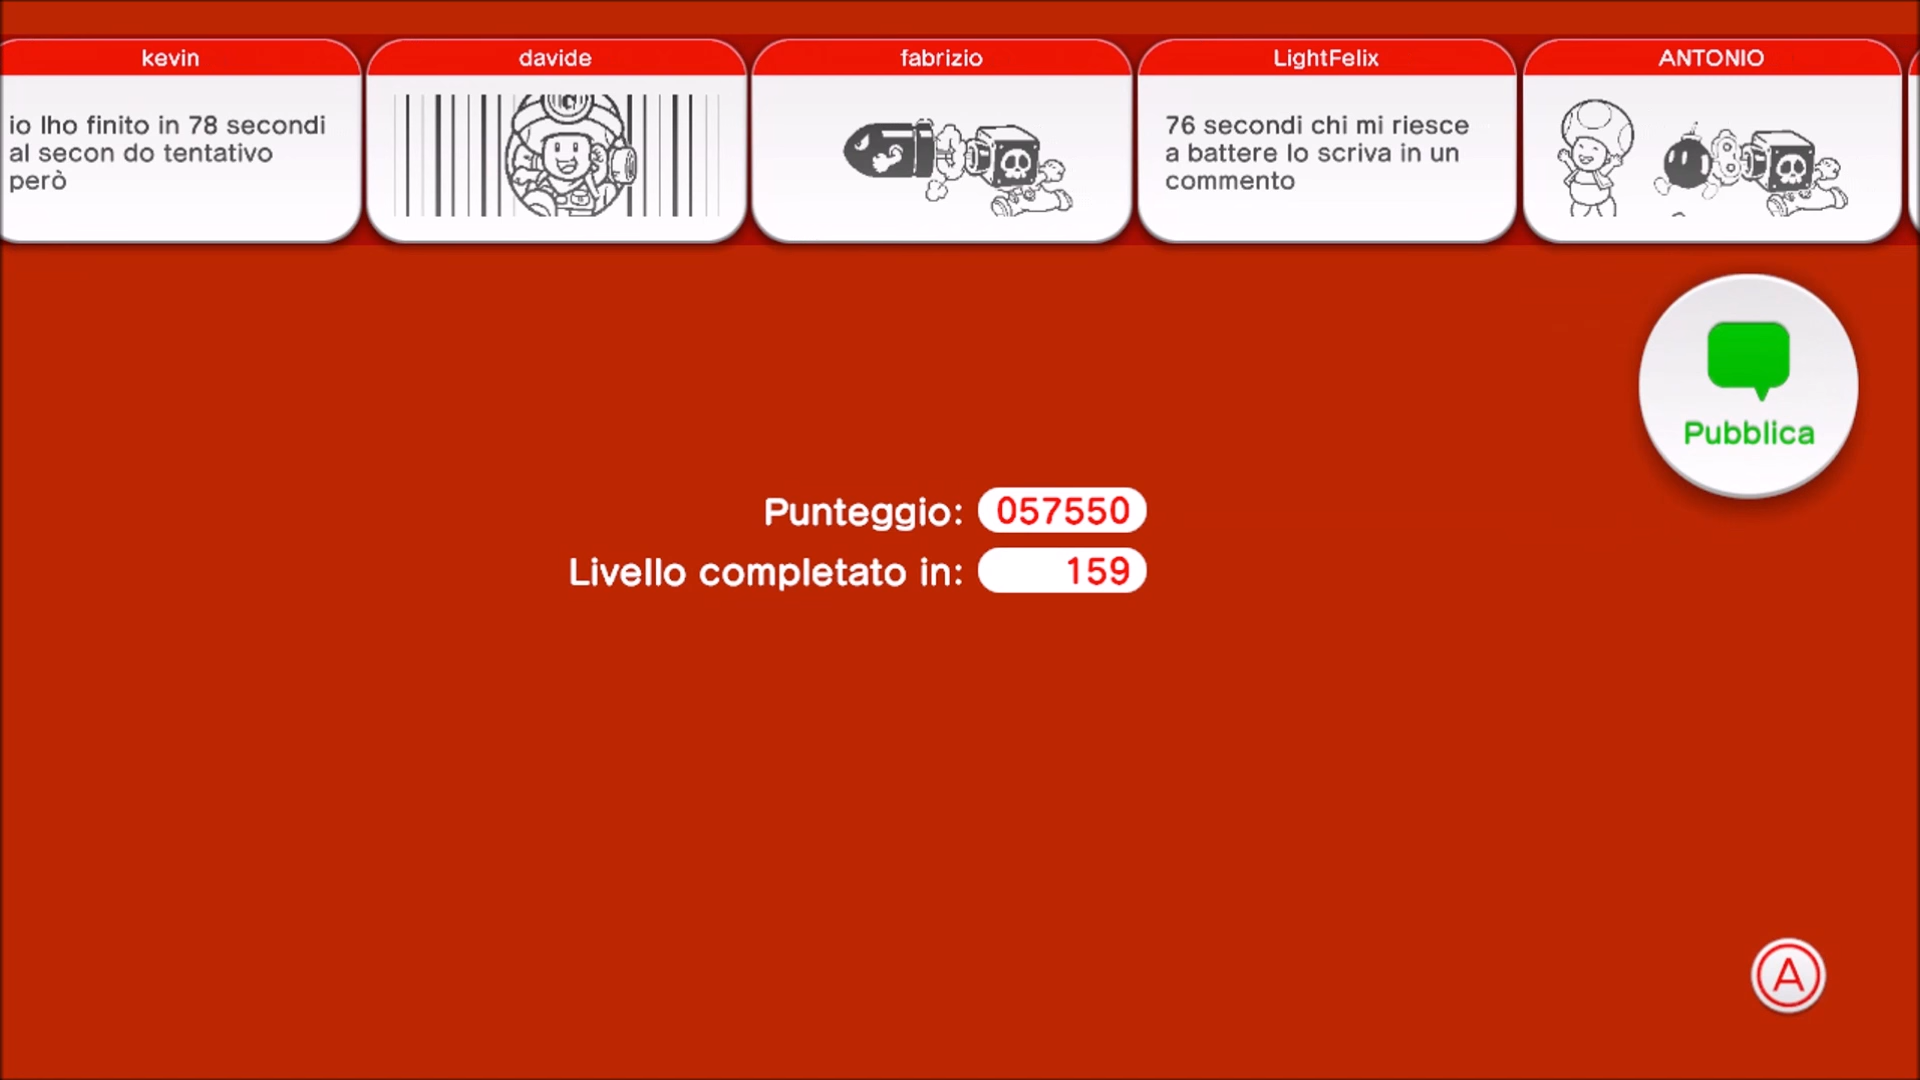 kevin
io lho finito in 78 secondi
al secon do tentativo
però
davide
fabrizio
LightFelix
76 secondi chi mi riesce
a battere lo scriva in un
commento
ANTONIO
Pubblica
Punteggio: 057550
Livello completato in: 159
A